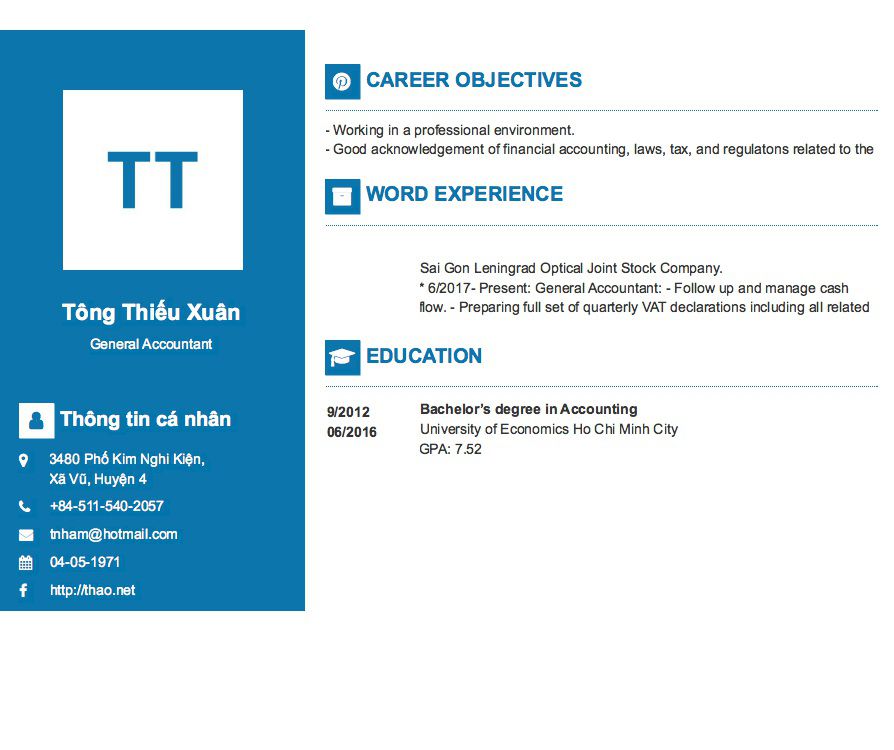 TT
Tông Thiếu Xuân
General Accountant
Thông tin cá nhân
3480 Phố Kim Nghi Kiện,
Xã Vũ, Huyện 4
+84-511-540-2057
tnham@hotmail.com
04-05-1971
http://thao.net
CAREER OBJECTIVES
- Working in a professional environment.
- Good acknowledgement of financial accounting, laws, tax, and regulatons related to the
WORD EXPERIENCE
Sai Gon Leningrad Optical Joint Stock Company.
* 6/2017- Present: General Accountant: - Follow up and manage cash
flow. - Preparing full set of quarterly VAT declarations including all related
EDUCATION
9/2012
06/2016
Bachelor's degree in Accounting
University of Economics Ho Chi Minh City
GPA: 7.52